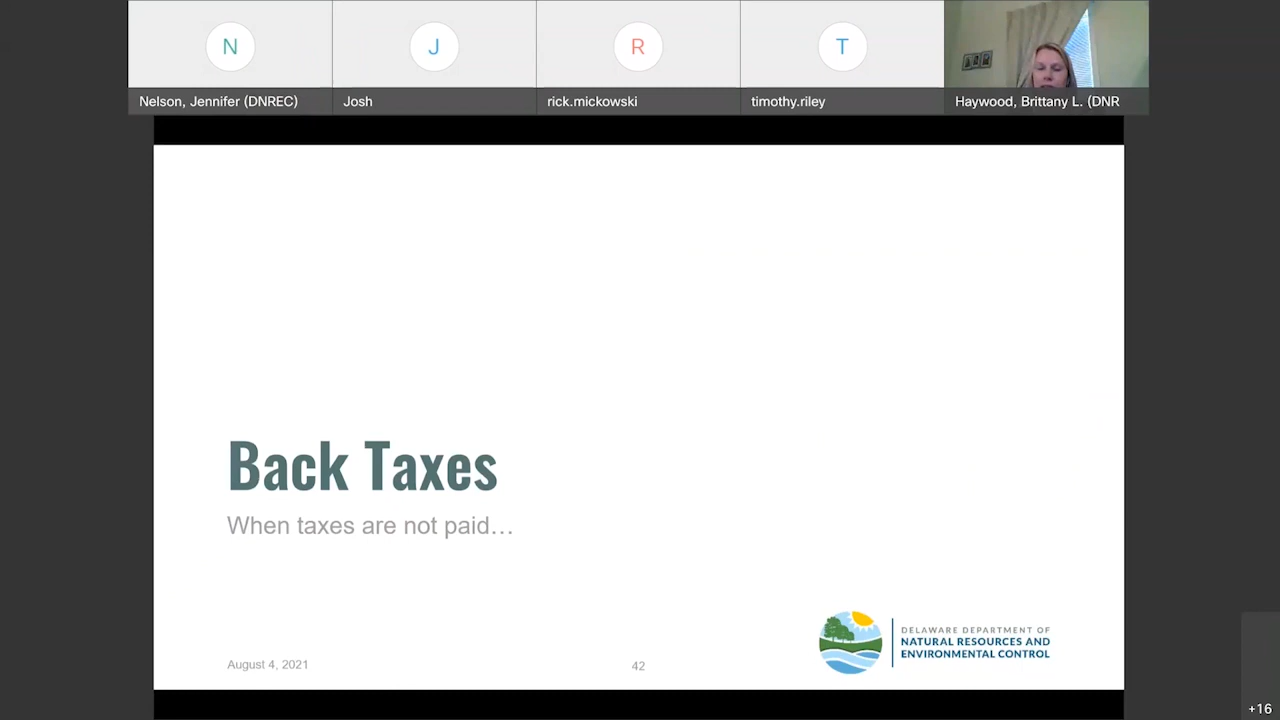 N
J
R
T
Nelson, Jennifer (DNREC)
Josh
rick.mickowski
timothy.riley
Haywood, Brittany L. (DNR
Back Taxes
When taxes are not paid…
DELAWARE DEPARTMENT OF
NATURAL RESOURCES AND
ENVIRONMENTAL CONTROL
August 4, 2021
42
+16